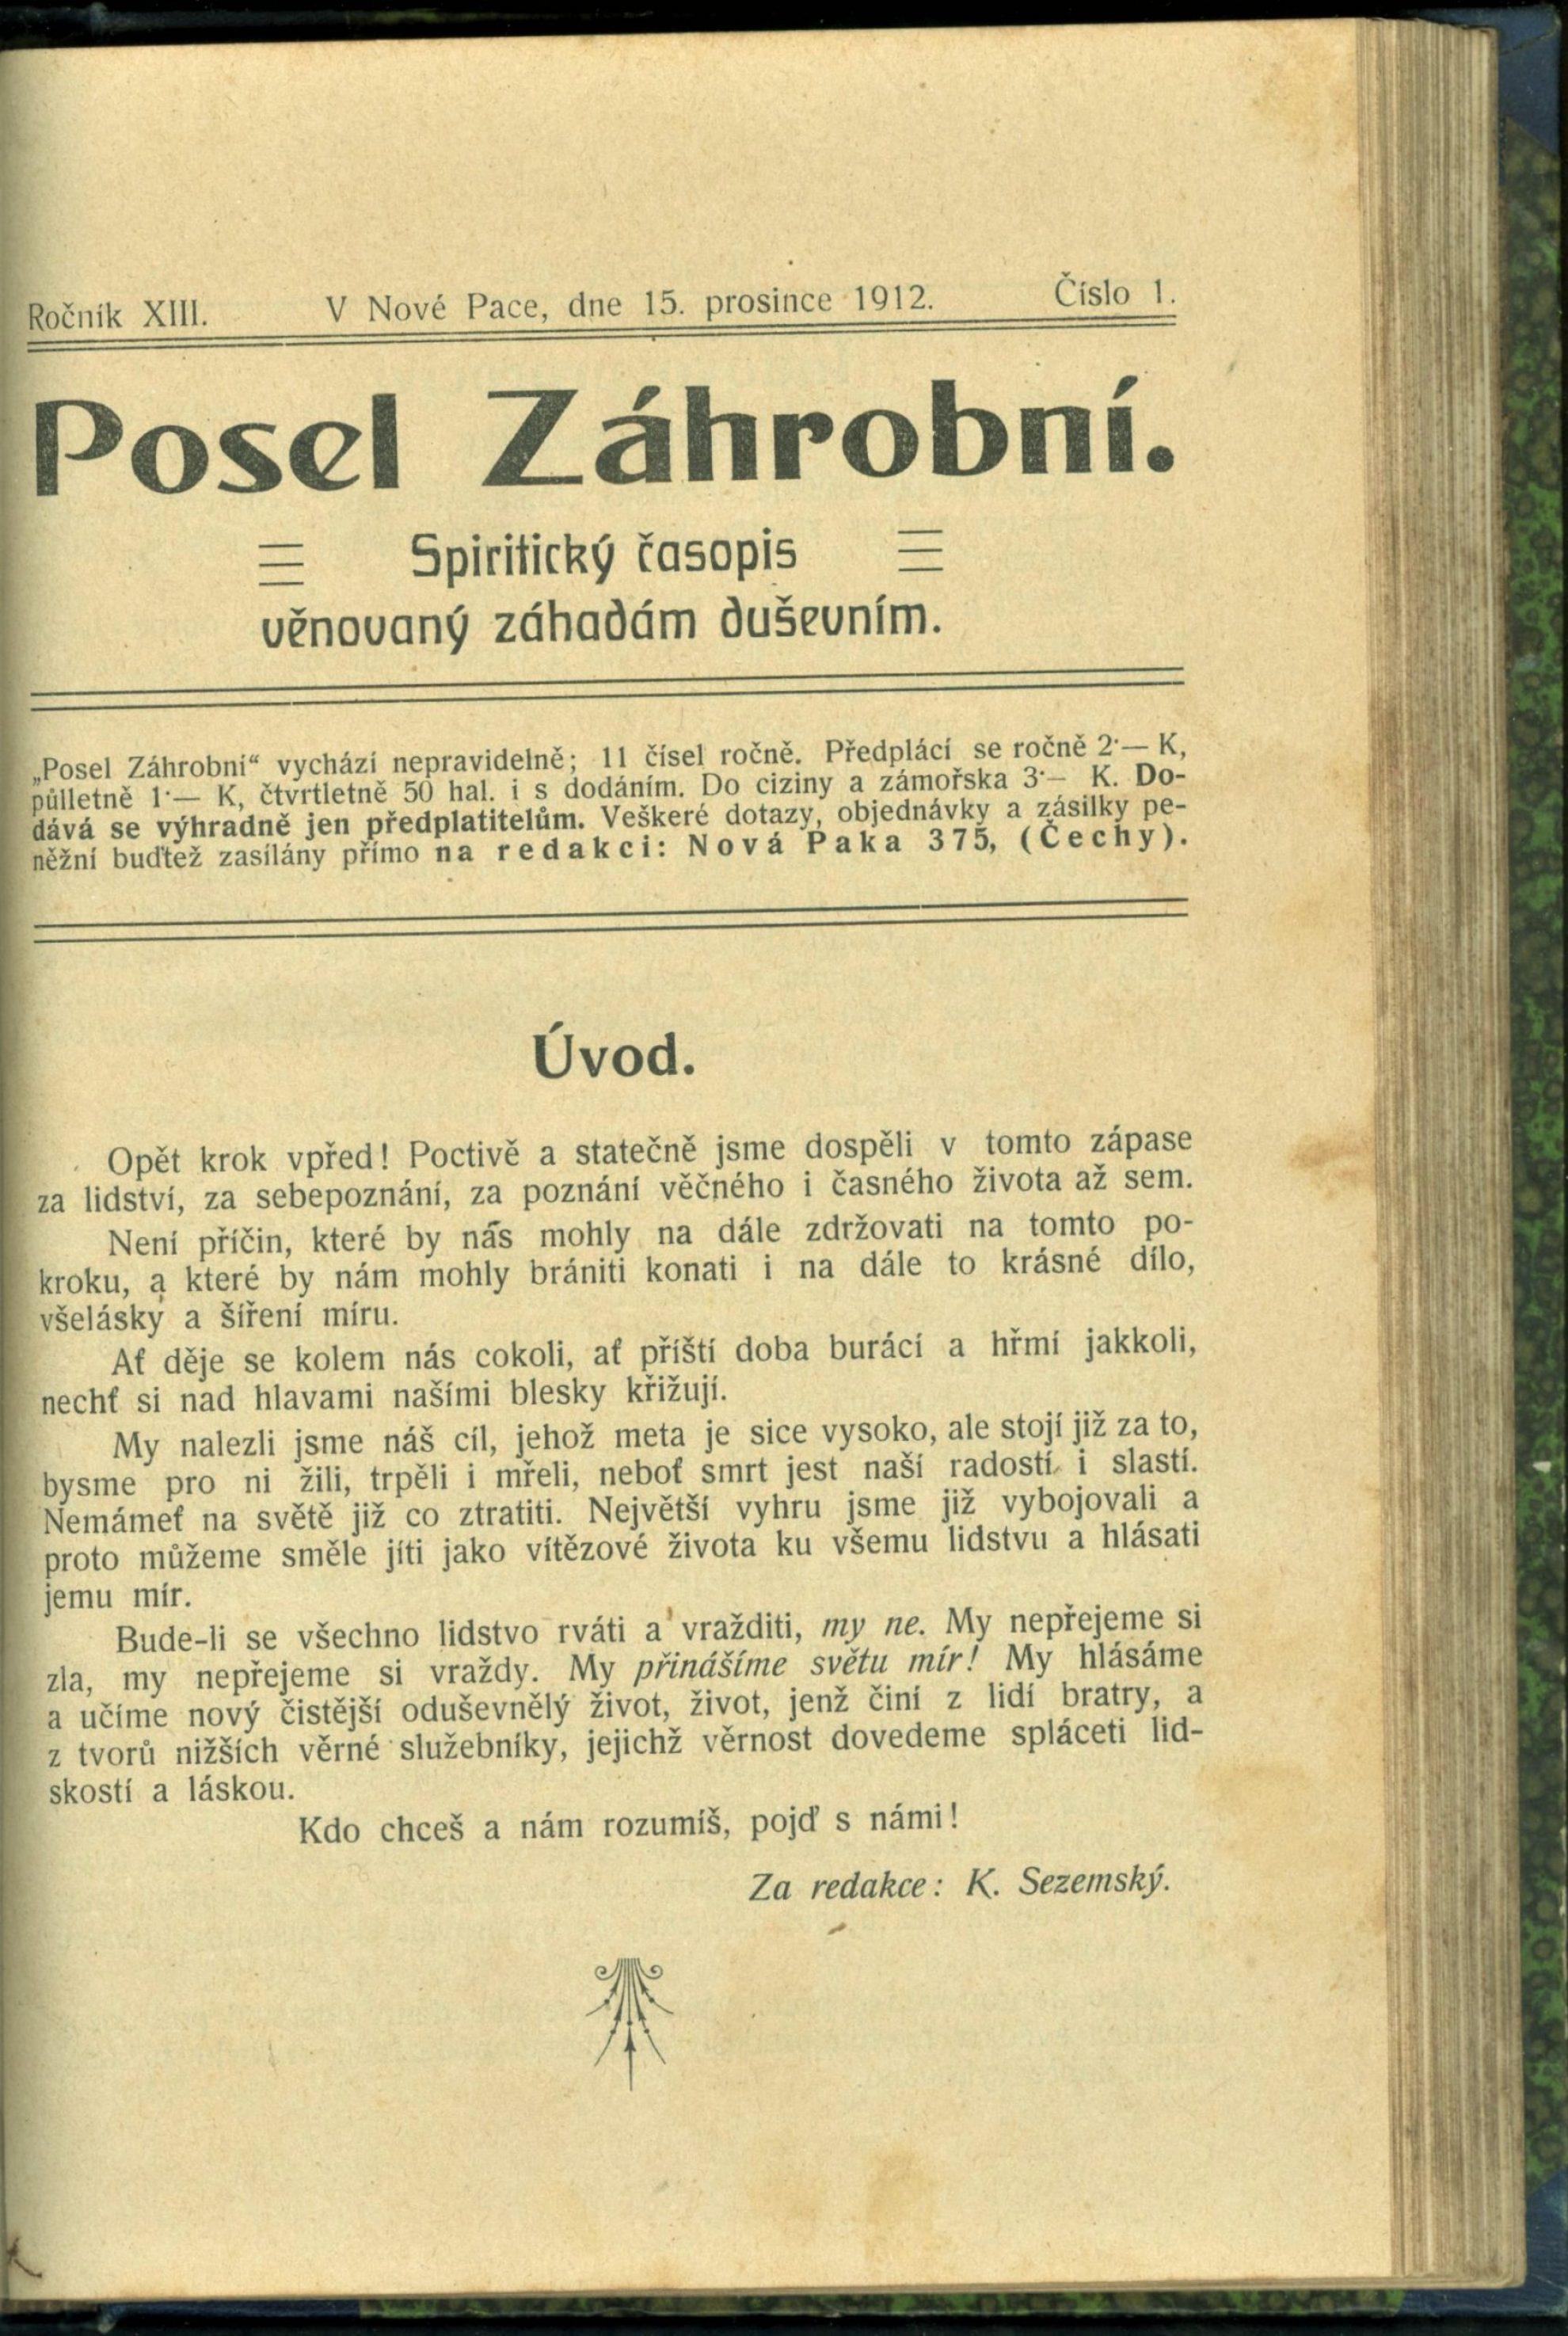 Ročník XIII. V Nové Pace, dne 15. prosince 1912. Číslo 1.
Posel Záhrobní.
Spiritický časopis
věnovaný záhadám duševním.
„Posel Záhrobní“ vychází nepravidelně; 11 čísel ročně. Předplácí se ročně 2·— K,
půlletně 1·— K, čtvrtletně 50 hal. i s dodáním. Do ciziny a zámořska 3·— K. Do-
dává se výhradně jen předplatitelům. Veškeré dotazy, objednávky a zásilky pe-
něžní buďtež zasílány přímo na redakci: Nová Paka 375, (Čechy).
Úvod.
Opět krok vpřed! Poctivě a statečně jsme dospěli v tomto zápase
za lidství, za sebepoznání, za poznání věčného i časného života až sem.
Není příčin, které by nás mohly na dále zdržovati na tomto po-
kroku, a které by nám mohly brániti konati i na dále to krásné dílo,
všelásky a šíření míru.
Ať děje se kolem nás cokoli, ať příští doba burácí a hřmí jakkoli,
nechť si nad hlavami našími blesky křižují.
My nalezli jsme náš cíl, jehož meta je sice vysoko, ale stojí již za to,
bysme pro ni žili, trpěli i mřeli, neboť smrt jest naší radostí i slastí.
Nemámeť na světě již co ztratiti. Největší vyhru jsme již vybojovali a
proto můžeme směle jíti jako vítězové života ku všemu lidstvu a hlásati
jemu mír.
Bude-li se všechno lidstvo rváti a vražditi, my ne. My nepřejeme si
zla, my nepřejeme si vraždy. My přinášíme světu mír! My hlásáme
a učíme nový čistější oduševnělý život, život, jenž činí z lidí bratry, a
z tvorů nižších věrné služebníky, jejichž věrnost dovedeme spláceti lid-
skostí a láskou.
Kdo chceš a nám rozumíš, pojď s námi!
Za redakce: K. Sezemský.